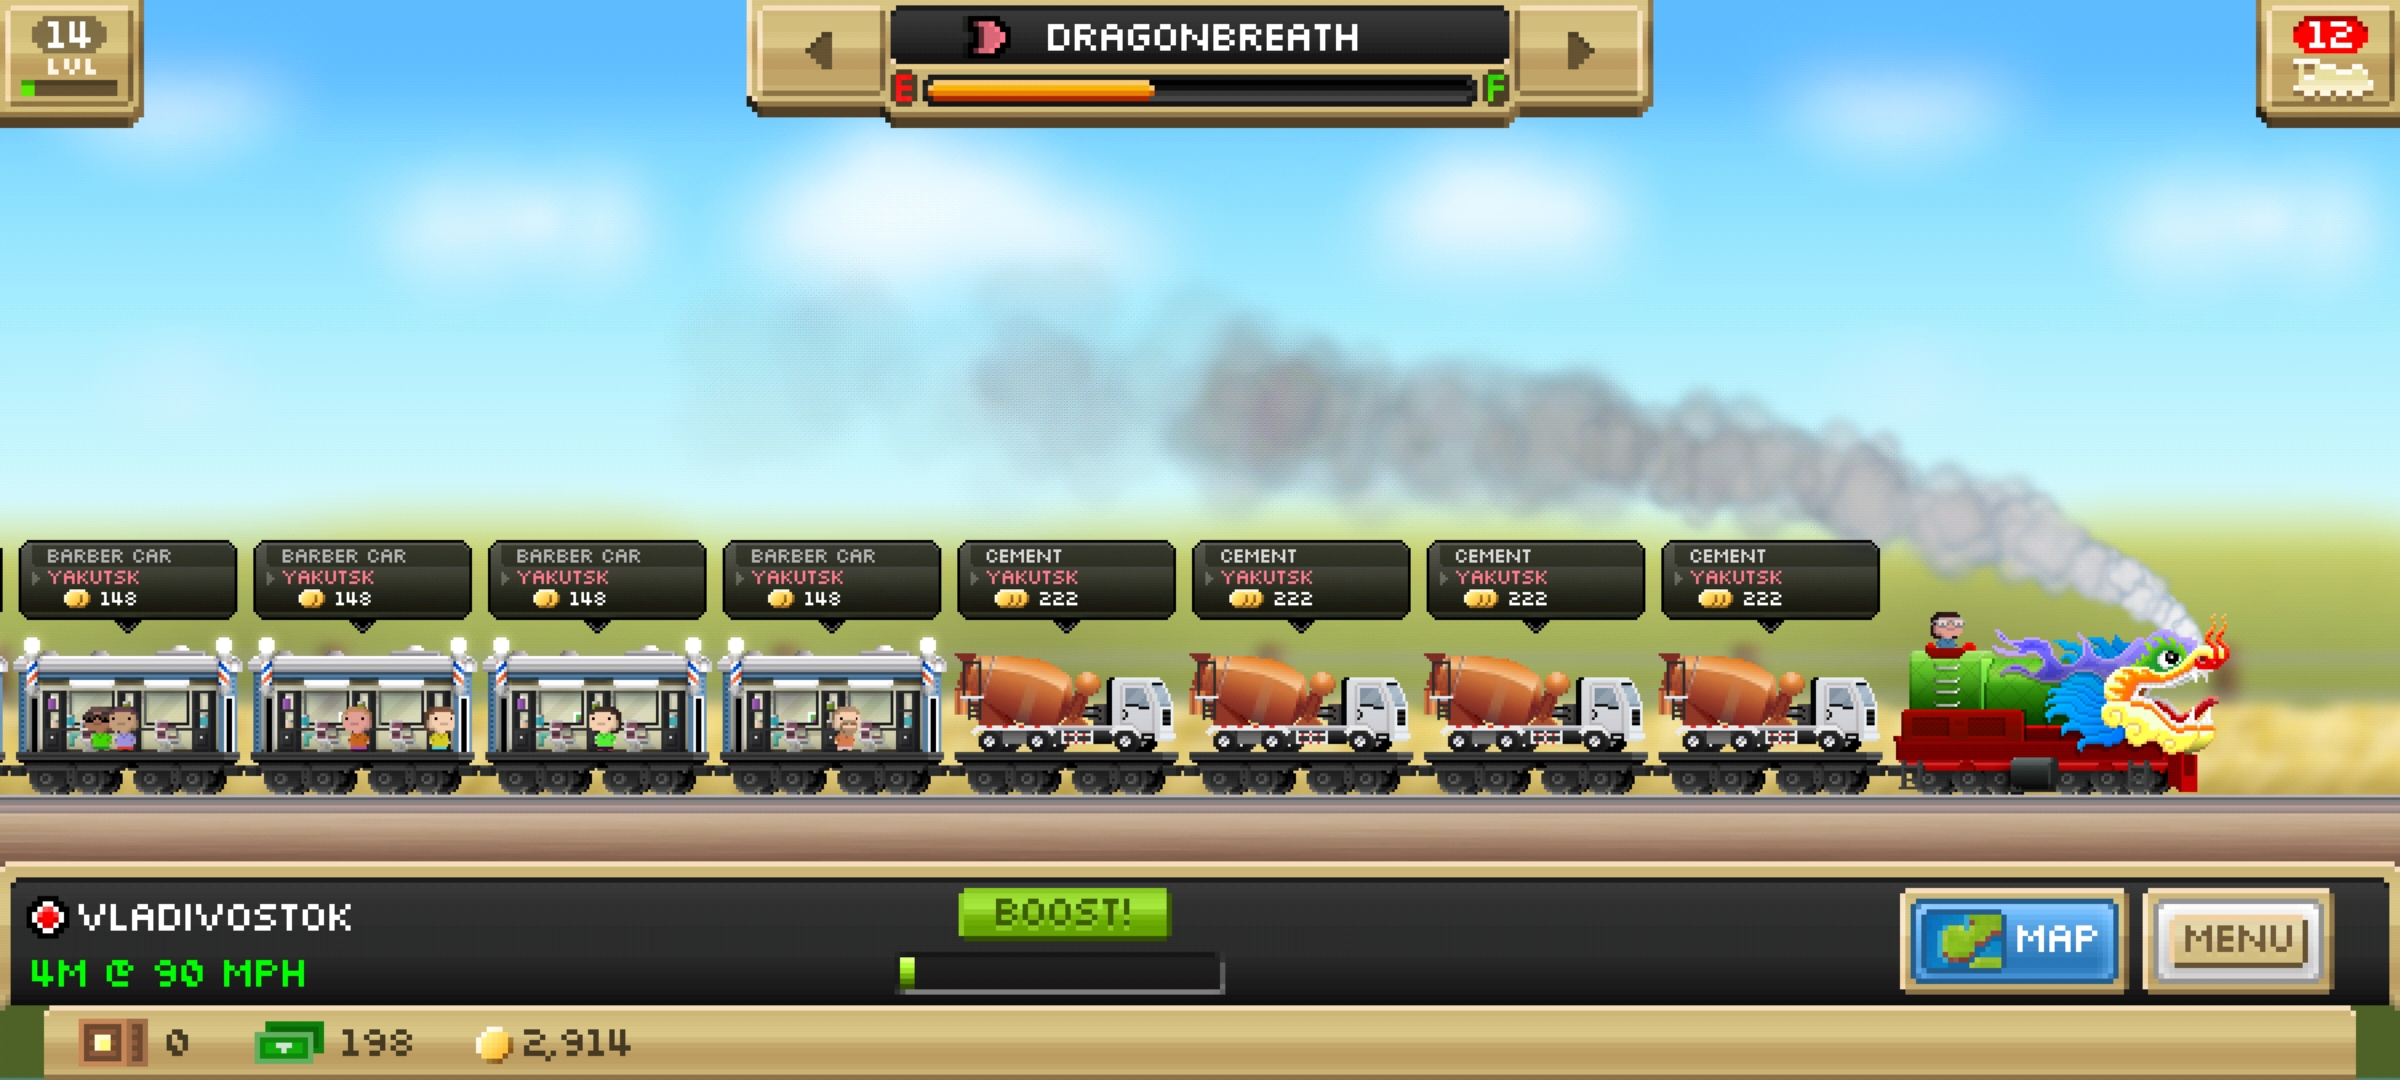 14
LVL
DRAGONBREATH
E
F
12
BARBER CAR
YAKUTSK
148
BARBER CAR
YAKUTSK
148
BARBER CAR
YAKUTSK
148
BARBER CAR
YAKUTSK
148
CEMENT
YAKUTSK
222
CEMENT
YAKUTSK
222
CEMENT
YAKUTSK
222
CEMENT
YAKUTSK
222
VLADIVOSTOK
4M @ 90 MPH
BOOST!
MAP
MENU
0
198
2,914